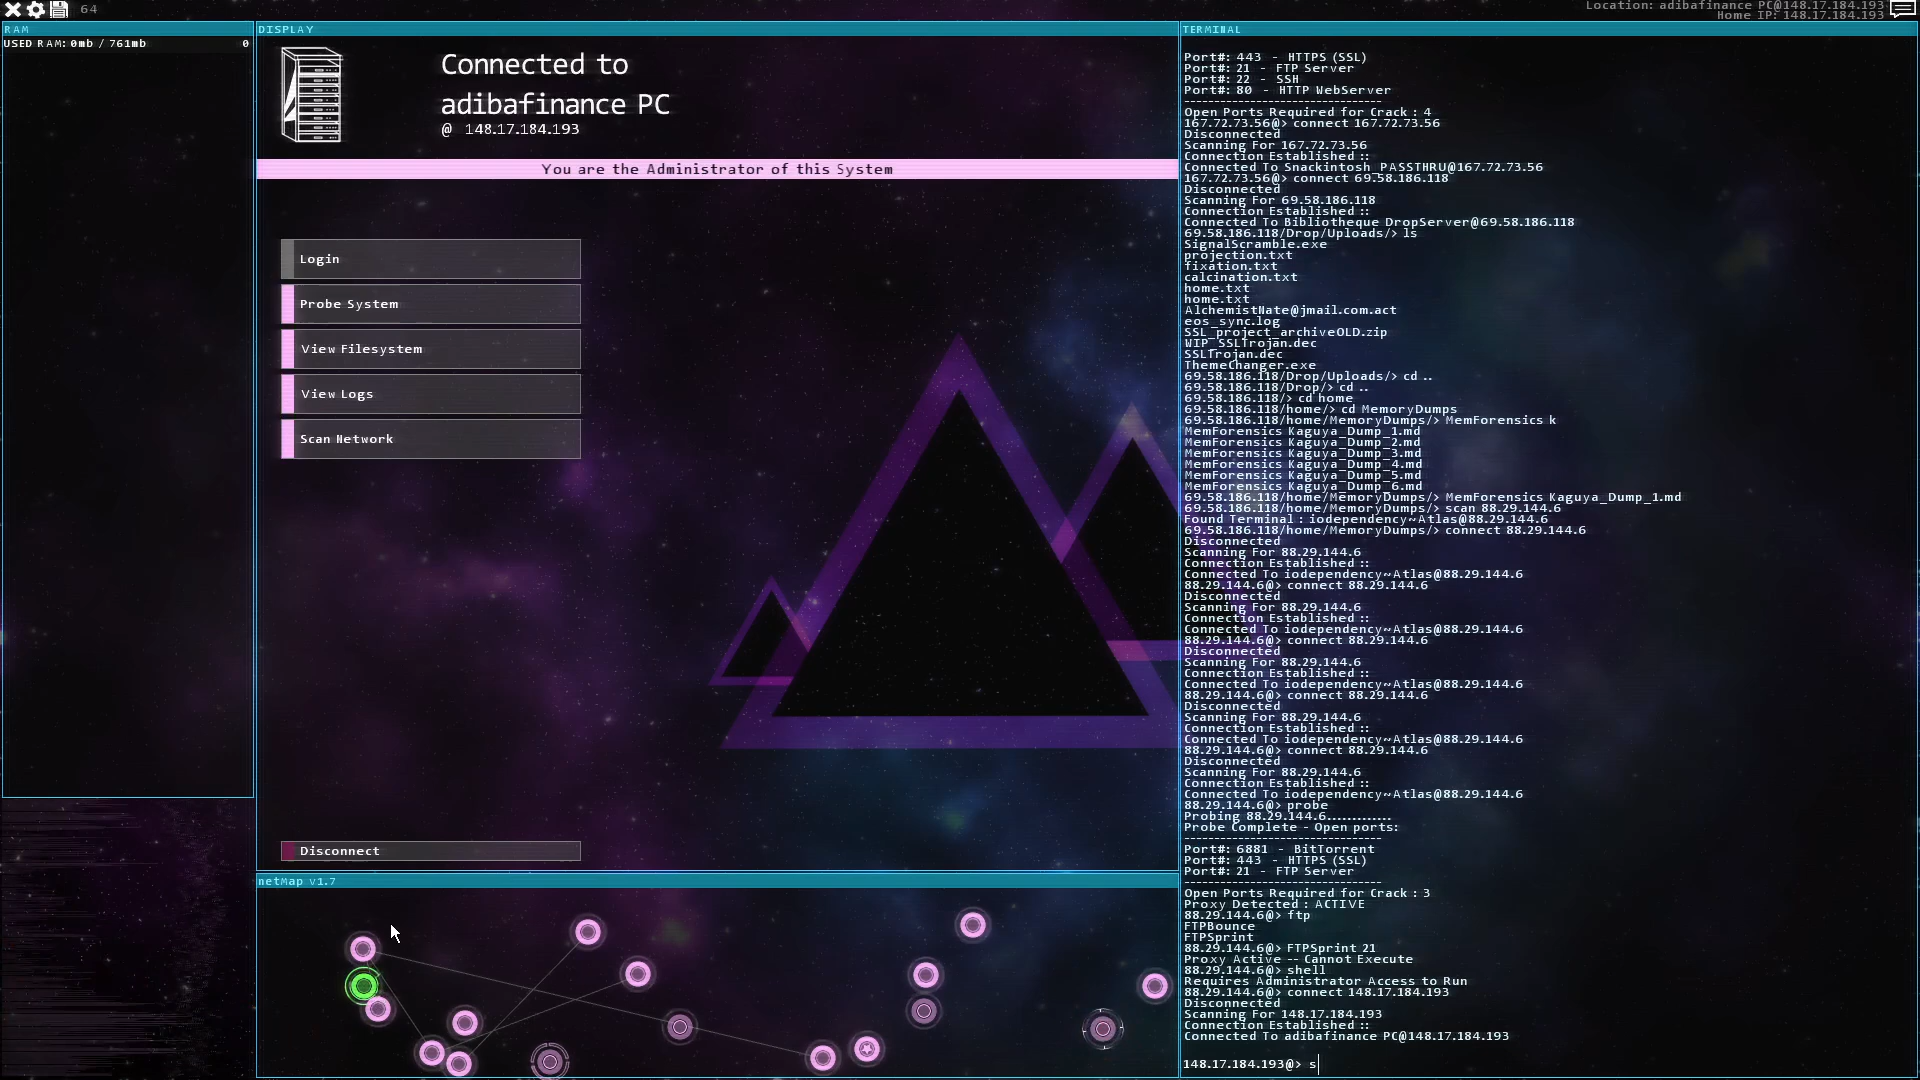 64
Location: adibafinance PC@148.17.184.193
Home IP: 148.17.184.193
RAM
USED RAM: 0mb / 761mb 0
DISPLAY
Connected to
adibafinance PC
@ 148.17.184.193
You are the Administrator of this System
Login
Probe System
View Filesystem
View Logs
Scan Network
Disconnect
netMap v1.7
TERMINAL
Port#: 443 - HTTPS (SSL)
Port#: 21 - FTP Server
Port#: 22 - SSH
Port#: 80 - HTTP WebServer
---------------------------------
Open Ports Required for Crack : 4
167.72.73.56@> connect 167.72.73.56
Disconnected
Scanning For 167.72.73.56
Connection Established ::
Connected To Snackintosh_PASSTHRU@167.72.73.56
167.72.73.56@> connect 69.58.186.118
Disconnected
Scanning For 69.58.186.118
Connection Established ::
Connected To Bibliotheque DropServer@69.58.186.118
69.58.186.118/Drop/Uploads/> ls
SignalScramble.exe
projection.txt
fixation.txt
calcination.txt
home.txt
home.txt
AlchemistNate@jmail.com.act
eos_sync.log
SSL_project_archiveOLD.zip
WIP_SSLTrojan.dec
SSLTrojan.dec
ThemeChanger.exe
69.58.186.118/Drop/Uploads/> cd ..
69.58.186.118/Drop/> cd ..
69.58.186.118/> cd home
69.58.186.118/home/> cd MemoryDumps
69.58.186.118/home/MemoryDumps/> MemForensics k
MemForensics Kaguya_Dump_1.md
MemForensics Kaguya_Dump_2.md
MemForensics Kaguya_Dump_3.md
MemForensics Kaguya_Dump_4.md
MemForensics Kaguya_Dump_5.md
MemForensics Kaguya_Dump_6.md
69.58.186.118/home/MemoryDumps/> MemForensics Kaguya_Dump_1.md
69.58.186.118/home/MemoryDumps/> scan 88.29.144.6
Found Terminal : iodependency~Atlas@88.29.144.6
69.58.186.118/home/MemoryDumps/> connect 88.29.144.6
Disconnected
Scanning For 88.29.144.6
Connection Established ::
Connected To iodependency~Atlas@88.29.144.6
88.29.144.6@> connect 88.29.144.6
Disconnected
Scanning For 88.29.144.6
Connection Established ::
Connected To iodependency~Atlas@88.29.144.6
88.29.144.6@> connect 88.29.144.6
Disconnected
Scanning For 88.29.144.6
Connection Established ::
Connected To iodependency~Atlas@88.29.144.6
88.29.144.6@> connect 88.29.144.6
Disconnected
Scanning For 88.29.144.6
Connection Established ::
Connected To iodependency~Atlas@88.29.144.6
88.29.144.6@> connect 88.29.144.6
Disconnected
Scanning For 88.29.144.6
Connection Established ::
Connected To iodependency~Atlas@88.29.144.6
88.29.144.6@> probe
Probing 88.29.144.6.............
Probe Complete - Open ports:
---------------------------------
Port#: 6881 - BitTorrent
Port#: 443 - HTTPS (SSL)
Port#: 21 - FTP Server
---------------------------------
Open Ports Required for Crack : 3
Proxy Detected : ACTIVE
88.29.144.6@> ftp
FTPBounce
FTPSprint
88.29.144.6@> FTPSprint 21
Proxy Active -- Cannot Execute
88.29.144.6@> shell
Requires Administrator Access to Run
88.29.144.6@> connect 148.17.184.193
Disconnected
Scanning For 148.17.184.193
Connection Established ::
Connected To adibafinance PC@148.17.184.193
148.17.184.193@> s